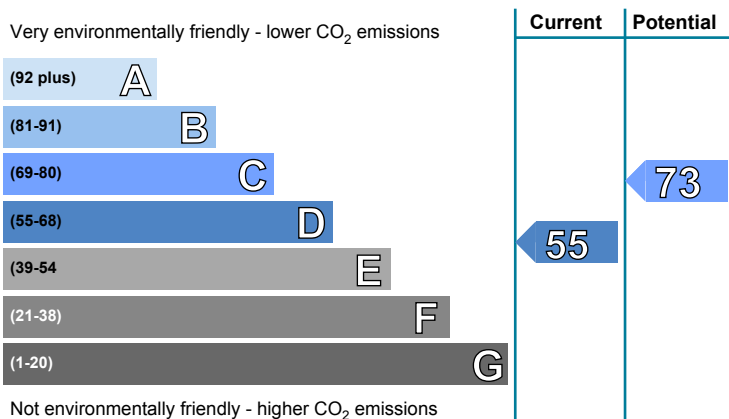 Very environmentally friendly - lower CO2 emissions
Current
Potential
(92 plus) A
(81-91) B
(69-80) C
73
(55-68) D
55
(39-54 E
(21-38) F
(1-20) G
Not environmentally friendly - higher CO2 emissions